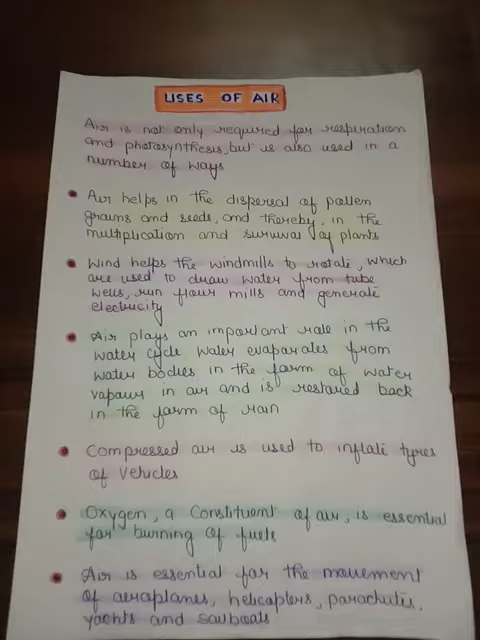 USES OF AIR
Air is not only required for respiration
and photosynthesis, but is also used in a
number of ways
Air helps in the dispersal of pollen
grains and seeds, and thereby, in the
multiplication and survival of plants
Wind helps the windmills to rotate, which
are used to draw water from tube
wells, run flour mills and generate
electricity
Air plays an important role in the
water cycle water evaporates from
water bodies in the form of water
vapour in air and is restored back
in the form of rain
Compressed air is used to inflate tyres
of vehicles
Oxygen, a constituent of air, is essential
for burning of fuels
Air is essential for the movement
of aeroplanes, helicopters, parachutes,
yachts and sailboats